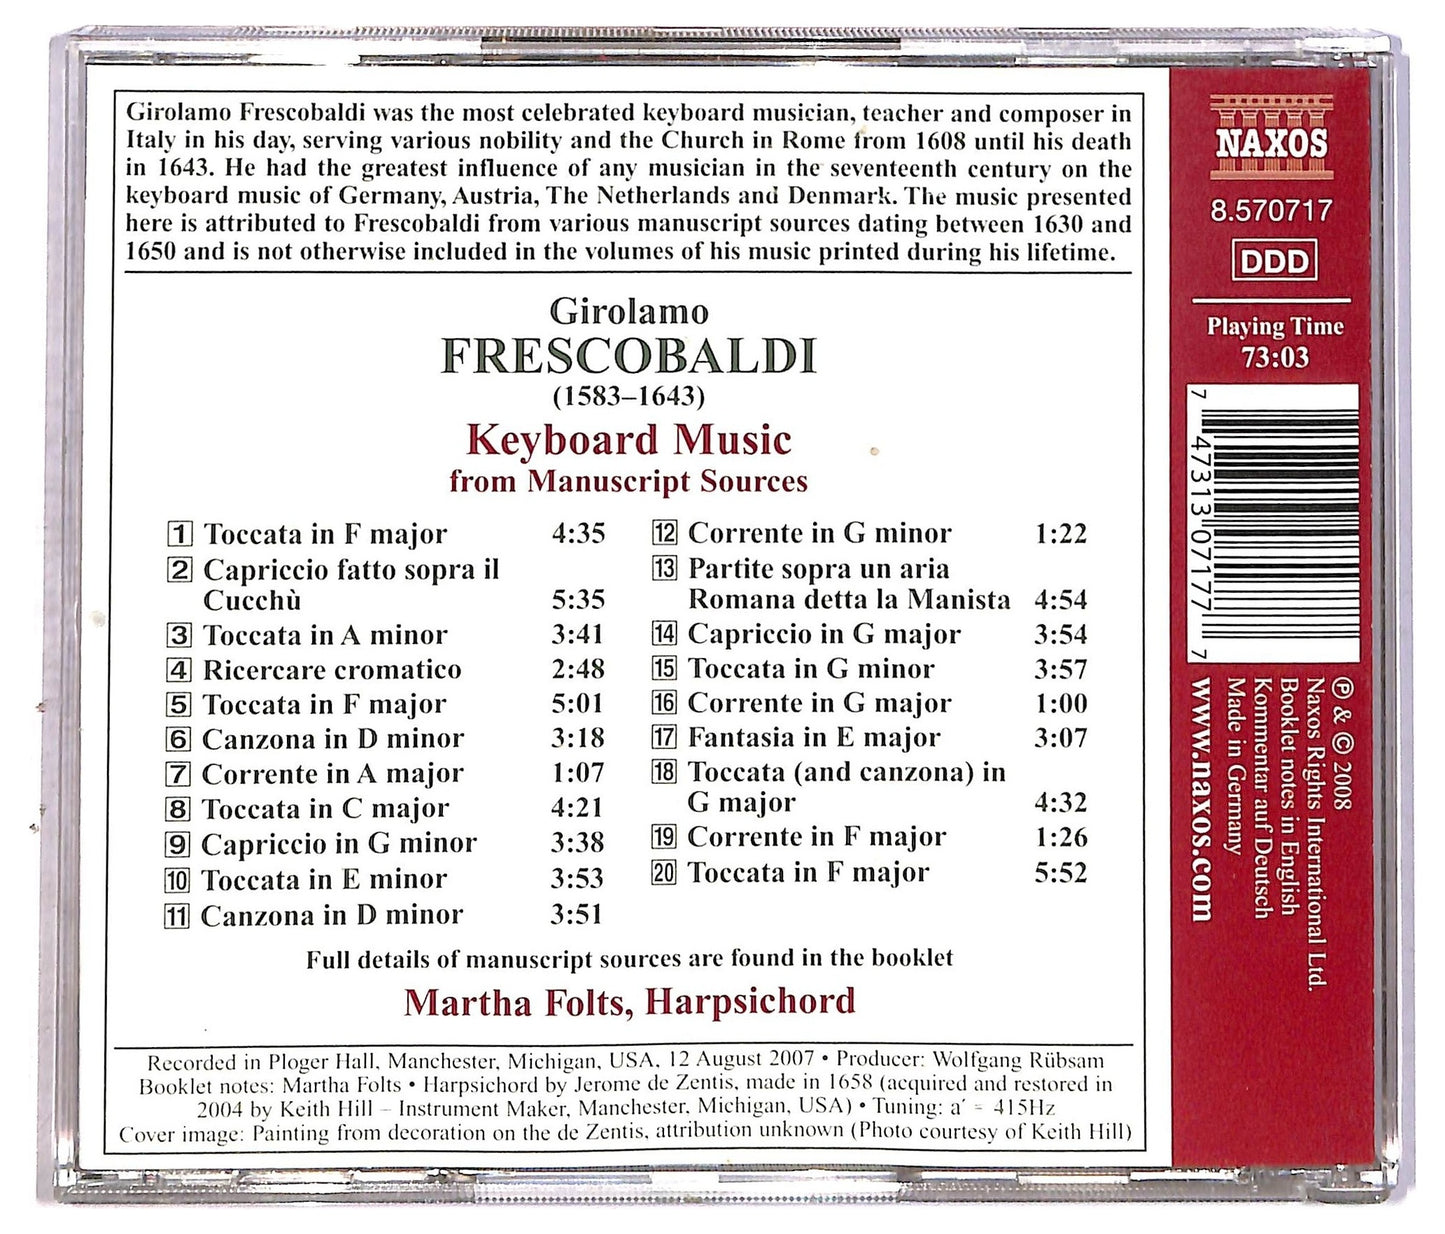 Girolamo Frescobaldi was the most celebrated keyboard musician, teacher and composer in
Italy in his day, serving various nobility and the Church in Rome from 1608 until his death
in 1643. He had the greatest influence of any musician in the seventeenth century on the
keyboard music of Germany, Austria, The Netherlands and Denmark. The music presented
here is attributed to Frescobaldi from various manuscript sources dating between 1630 and
1650 and is not otherwise included in the volumes of his music printed during his lifetime.
Girolamo
FRESCOBALDI
(1583–1643)
Keyboard Music
from Manuscript Sources
1 Toccata in F major 4:35
2 Capriccio fatto sopra il
Cucchù 5:35
3 Toccata in A minor 3:41
4 Ricercare cromatico 2:48
5 Toccata in F major 5:01
6 Canzona in D minor 3:18
7 Corrente in A major 1:07
8 Toccata in C major 4:21
9 Capriccio in G minor 3:38
10 Toccata in E minor 3:53
11 Canzona in D minor 3:51
12 Corrente in G minor 1:22
13 Partite sopra un aria
Romana detta la Manista 4:54
14 Capriccio in G major 3:54
15 Toccata in G minor 3:57
16 Corrente in G major 1:00
17 Fantasia in E major 3:07
18 Toccata (and canzona) in
G major 4:32
19 Corrente in F major 1:26
20 Toccata in F major 5:52
Full details of manuscript sources are found in the booklet
Martha Folts, Harpsichord
Recorded in Ploger Hall, Manchester, Michigan, USA, 12 August 2007 • Producer: Wolfgang Rübsam
Booklet notes: Martha Folts • Harpsichord by Jerome de Zentis, made in 1658 (acquired and restored in
2004 by Keith Hill – Instrument Maker, Manchester, Michigan, USA) • Tuning: a' = 415Hz
Cover image: Painting from decoration on the de Zentis, attribution unknown (Photo courtesy of Keith Hill)
NAXOS
8.570717
DDD
Playing Time
73:03
7 47313 07177 7
℗ & © 2008
Naxos Rights International Ltd.
Booklet notes in English
Kommentar auf Deutsch
Made in Germany
www.naxos.com